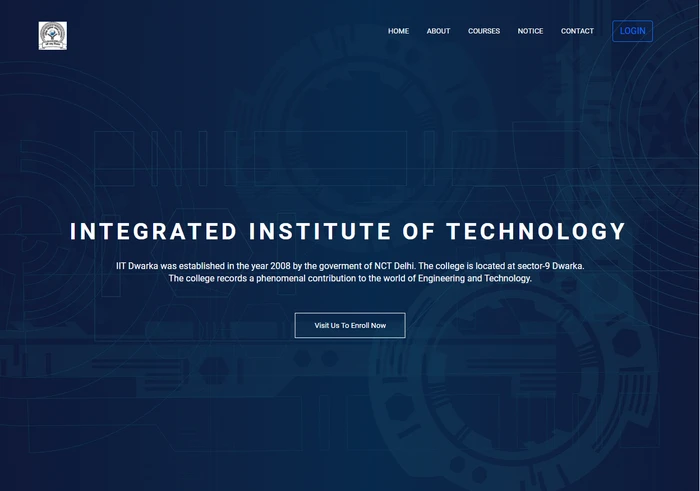 HOME ABOUT COURSES NOTICE CONTACT LOGIN
INTEGRATED INSTITUTE OF TECHNOLOGY
IIT Dwarka was established in the year 2008 by the goverment of NCT Delhi. The college is located at sector-9 Dwarka.
The college records a phenomenal contribution to the world of Engineering and Technology.
Visit Us To Enroll Now